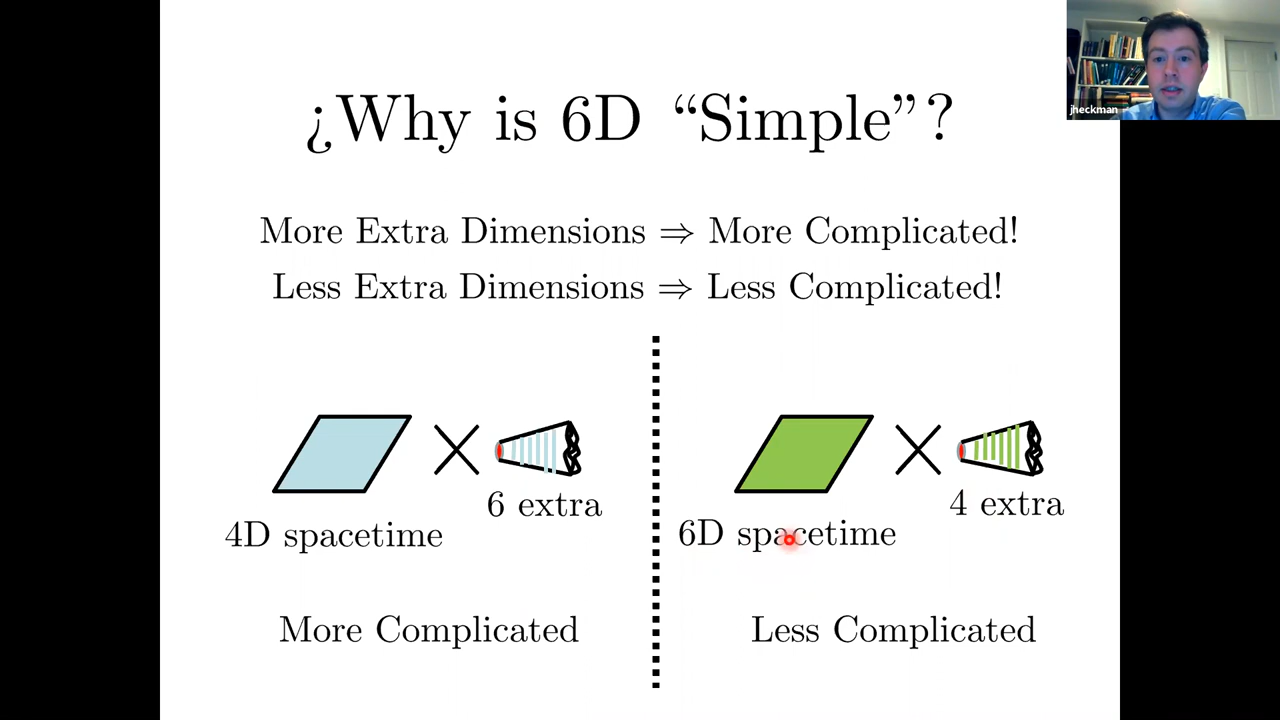 jheckman
¿Why is 6D “Simple”?
More Extra Dimensions ⇒ More Complicated!
Less Extra Dimensions ⇒ Less Complicated!
6 extra
4D spacetime
More Complicated
4 extra
6D spacetime
Less Complicated